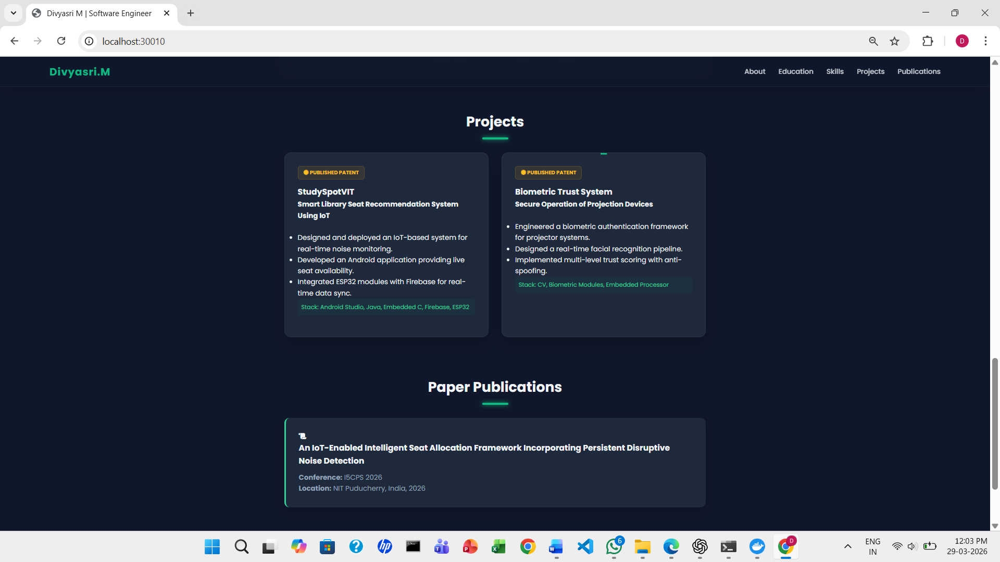 Divyasri M | Software Engineer
localhost:30010
D
Divyasri.M
About
Education
Skills
Projects
Publications
Projects
PUBLISHED PATENT
StudySpotVIT
Smart Library Seat Recommendation System
Using IoT
Designed and deployed an IoT-based system for
real-time noise monitoring.
Developed an Android application providing live
seat availability.
Integrated ESP32 modules with Firebase for real-
time data sync.
Stack: Android Studio, Java, Embedded C, Firebase, ESP32
PUBLISHED PATENT
Biometric Trust System
Secure Operation of Projection Devices
Engineered a biometric authentication framework
for projector systems.
Designed a real-time facial recognition pipeline.
Implemented multi-level trust scoring with anti-
spoofing.
Stack: CV, Biometric Modules, Embedded Processor
Paper Publications
An IoT-Enabled Intelligent Seat Allocation Framework Incorporating Persistent Disruptive
Noise Detection
Conference: I5CPS 2026
Location: NIT Puducherry, India, 2026
?
hp
T
P
X
W
6
D
ENG
IN
12:03 PM
29-03-2026